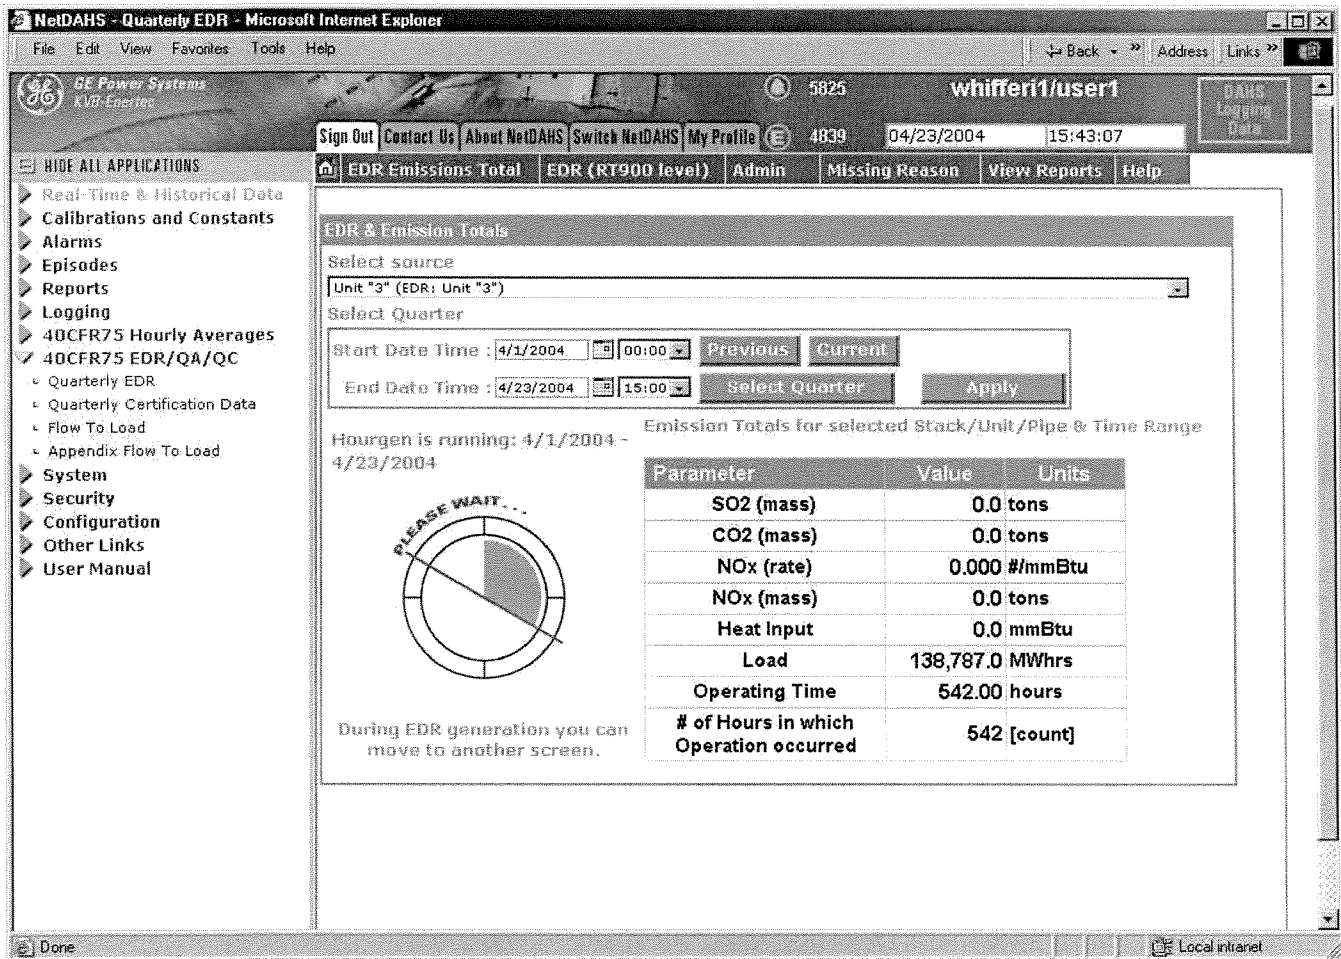 NetDAHS - Quarterly EDR - Microsoft Internet Explorer
File Edit View Favorites Tools Help
Back Address Links
GE Power Systems
KVB-Enertec
5825 whifferi1/user1
DAHS
Logging
Data
Sign Out Contact Us About NetDAHS Switch NetDAHS My Profile E 4839 04/23/2004 15:43:07
HIDE ALL APPLICATIONS
EDR Emissions Total EDR (RT900 level) Admin Missing Reason View Reports Help
Real-Time & Historical Data
Calibrations and Constants
Alarms
Episodes
Reports
Logging
40CFR75 Hourly Averages
40CFR75 EDR/QA/QC
Quarterly EDR
Quarterly Certification Data
Flow To Load
Appendix Flow To Load
System
Security
Configuration
Other Links
User Manual
EDR & Emission Totals
Select source
Unit "3" (EDR: Unit "3")
Select Quarter
Start Date Time : 4/1/2004 00:00 Previous Current
End Date Time : 4/23/2004 15:00 Select Quarter Apply
Hourgen is running: 4/1/2004 -
4/23/2004
PLEASE WAIT...
During EDR generation you can
move to another screen.
Emission Totals for selected Stack/Unit/Pipe & Time Range
Parameter Value Units
SO2 (mass) 0.0 tons
CO2 (mass) 0.0 tons
NOx (rate) 0.000 #/mmBtu
NOx (mass) 0.0 tons
Heat Input 0.0 mmBtu
Load 138,787.0 MWhrs
Operating Time 542.00 hours
# of Hours in which
Operation occurred 542 [count]
Done
Local intranet